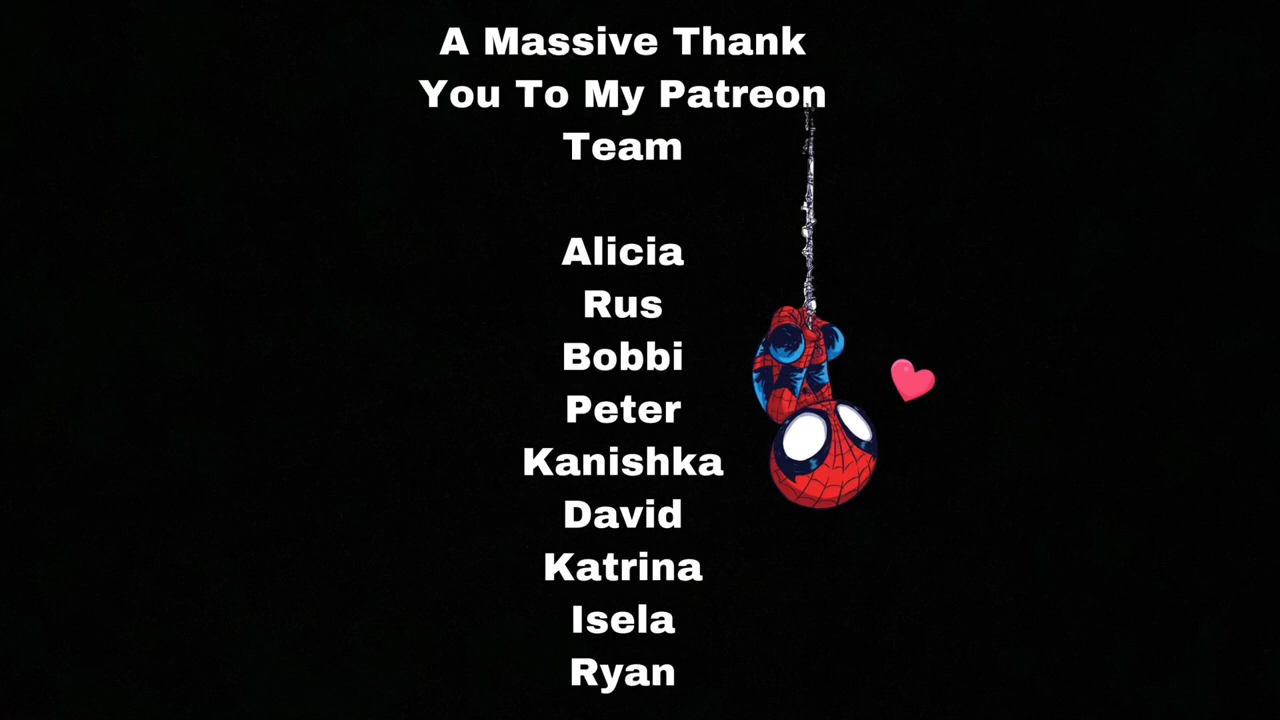 A Massive Thank
You To My Patreon
Team
Alicia
Rus
Bobbi
Peter
Kanishka
David
Katrina
Isela
Ryan